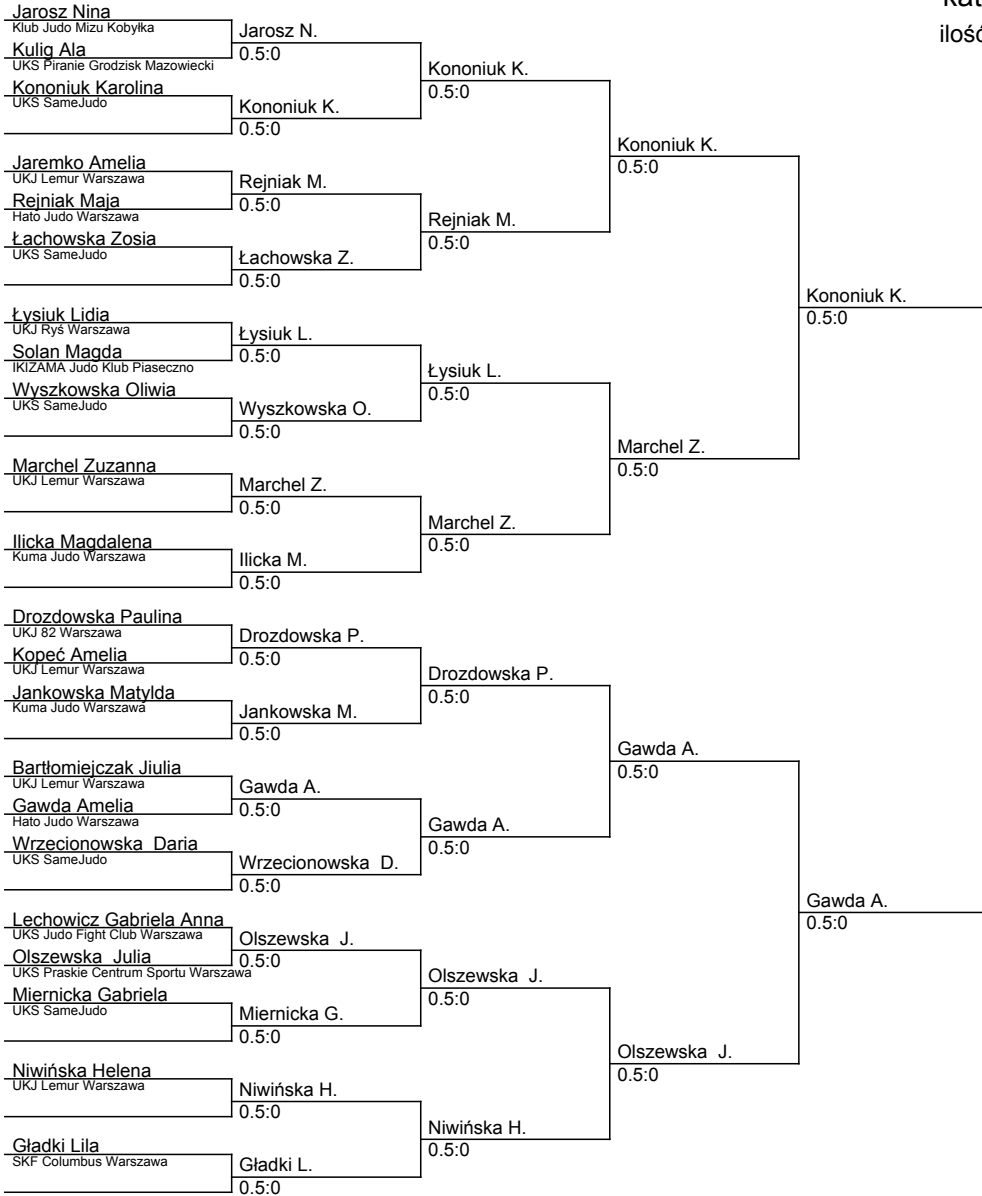 kat
ilość
Jarosz Nina
Klub Judo Mizu Kobyłka
Kulig Ala
UKS Piranie Grodzisk Mazowiecki
Kononiuk Karolina
UKS SameJudo
Jaremko Amelia
UKJ Lemur Warszawa
Rejniak Maja
Hato Judo Warszawa
Łachowska Zosia
UKS SameJudo
Łysiuk Lidia
UKJ Ryś Warszawa
Solan Magda
IKIZAMA Judo Klub Piaseczno
Wyszkowska Oliwia
UKS SameJudo
Marchel Zuzanna
UKJ Lemur Warszawa
Ilicka Magdalena
Kuma Judo Warszawa
Drozdowska Paulina
UKJ 82 Warszawa
Kopeć Amelia
UKJ Lemur Warszawa
Jankowska Matylda
Kuma Judo Warszawa
Bartłomiejczak Jiulia
UKJ Lemur Warszawa
Gawda Amelia
Hato Judo Warszawa
Wrzecionowska  Daria
UKS SameJudo
Lechowicz Gabriela Anna
UKS Judo Fight Club Warszawa
Olszewska  Julia
UKS Praskie Centrum Sportu Warszawa
Miernicka Gabriela
UKS SameJudo
Niwińska Helena
UKJ Lemur Warszawa
Gładki Lila
SKF Columbus Warszawa
Jarosz N.
0.5:0
Kononiuk K.
0.5:0
Rejniak M.
0.5:0
Łachowska Z.
0.5:0
Łysiuk L.
0.5:0
Wyszkowska O.
0.5:0
Marchel Z.
0.5:0
Ilicka M.
0.5:0
Drozdowska P.
0.5:0
Jankowska M.
0.5:0
Gawda A.
0.5:0
Wrzecionowska  D.
0.5:0
Olszewska  J.
0.5:0
Miernicka G.
0.5:0
Niwińska H.
0.5:0
Gładki L.
0.5:0
Kononiuk K.
0.5:0
Rejniak M.
0.5:0
Łysiuk L.
0.5:0
Marchel Z.
0.5:0
Drozdowska P.
0.5:0
Gawda A.
0.5:0
Olszewska  J.
0.5:0
Niwińska H.
0.5:0
Kononiuk K.
0.5:0
Marchel Z.
0.5:0
Gawda A.
0.5:0
Olszewska  J.
0.5:0
Kononiuk K.
0.5:0
Gawda A.
0.5:0